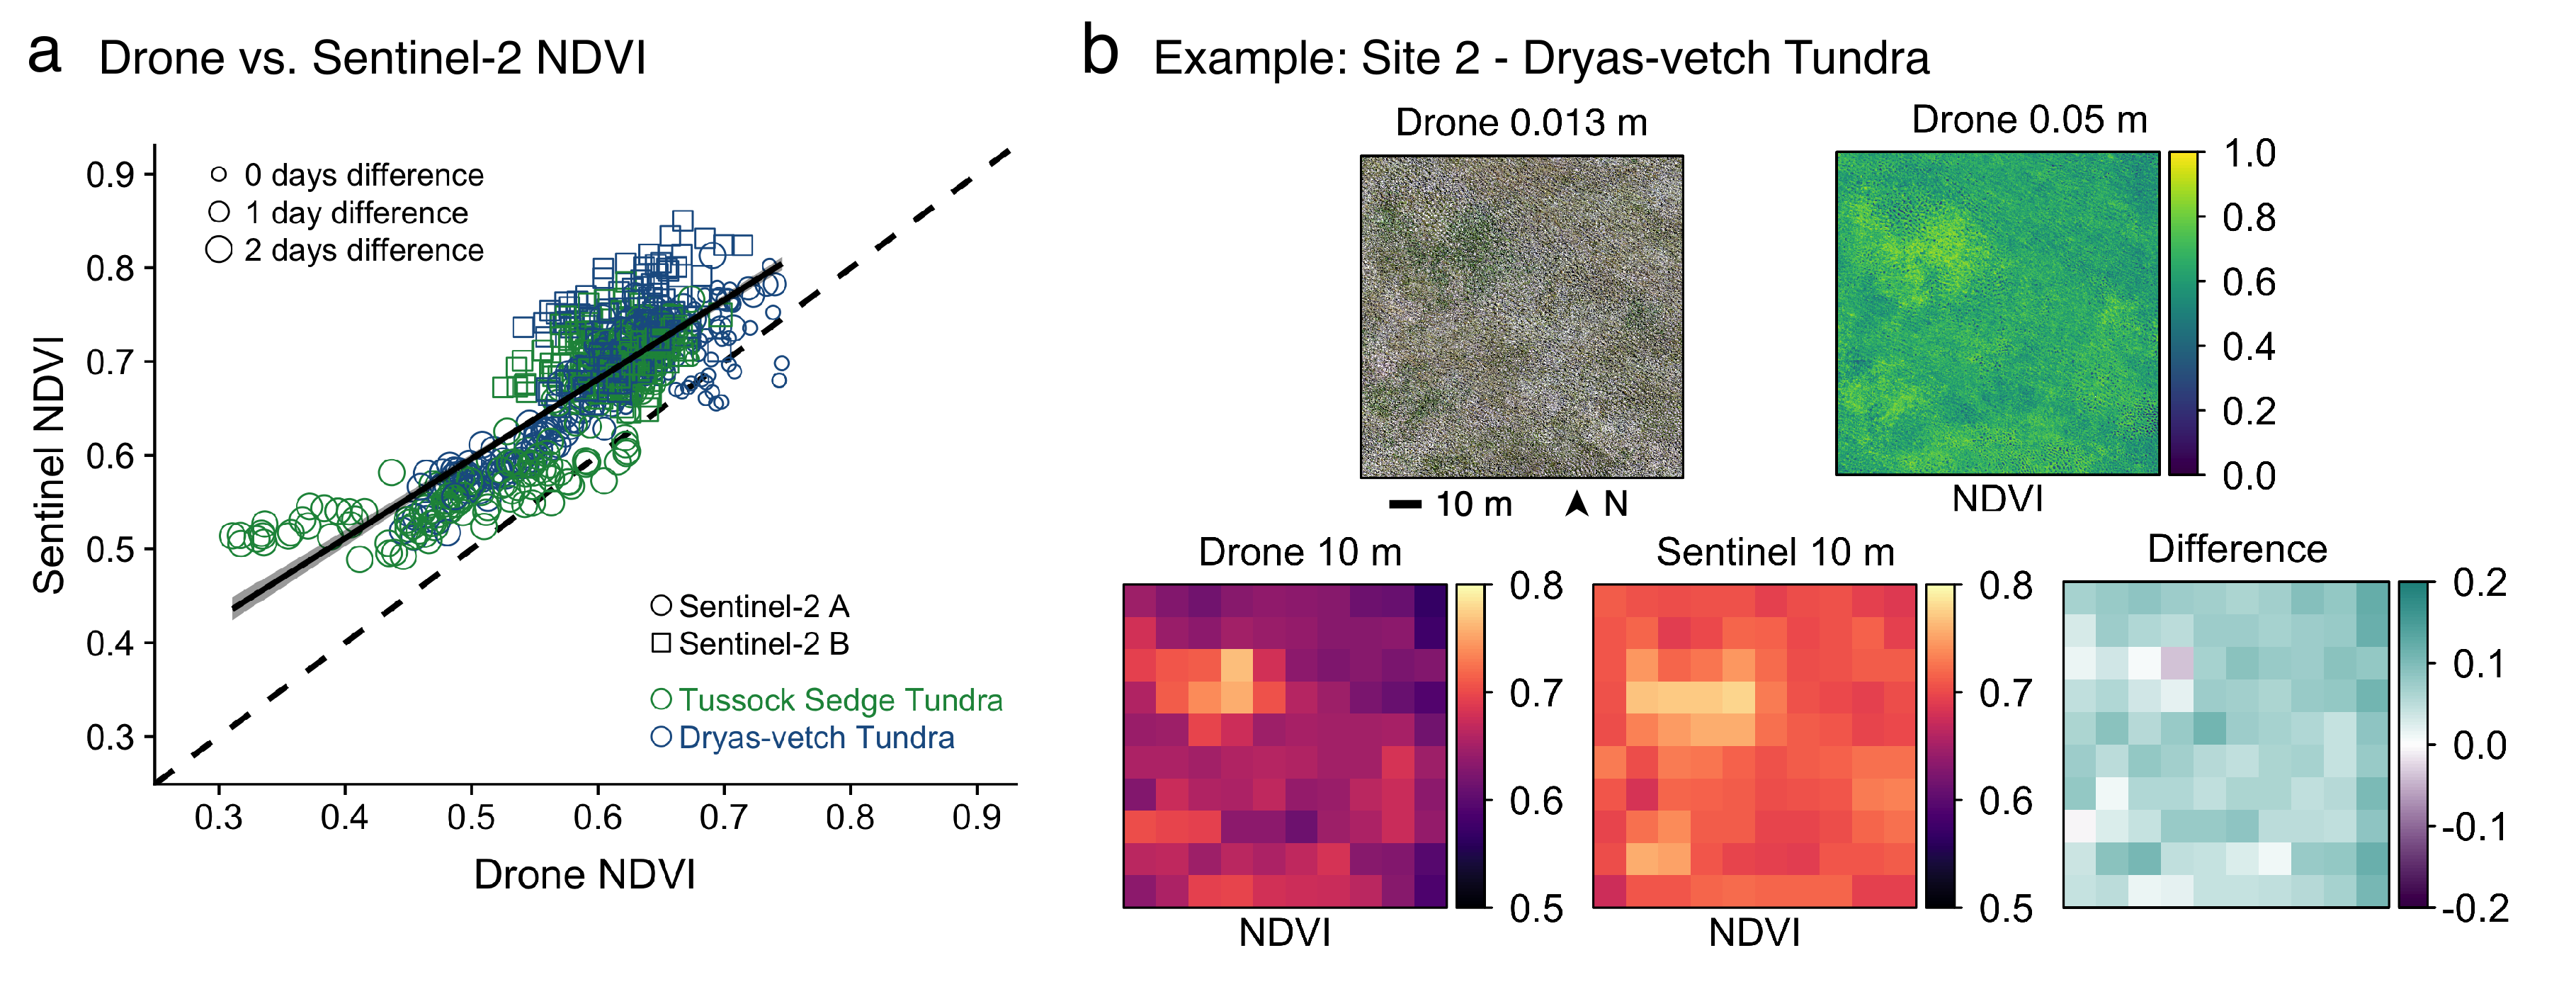 a Drone vs. Sentinel-2 NDVI
0.9
0.8
0.7
0.6
0.5
0.4
0.3
Sentinel NDVI
0 days difference
1 day difference
2 days difference
Sentinel-2 A
Sentinel-2 B
Tussock Sedge Tundra
Dryas-vetch Tundra
0.3 0.4 0.5 0.6 0.7 0.8 0.9
Drone NDVI
b Example: Site 2 - Dryas-vetch Tundra
Drone 0.013 m
10 m N
Drone 0.05 m
1.0
0.8
0.6
0.4
0.2
0.0
NDVI
Drone 10 m
0.8
0.7
0.6
0.5
NDVI
Sentinel 10 m
0.8
0.7
0.6
0.5
NDVI
Difference
0.2
0.1
0.0
-0.1
-0.2